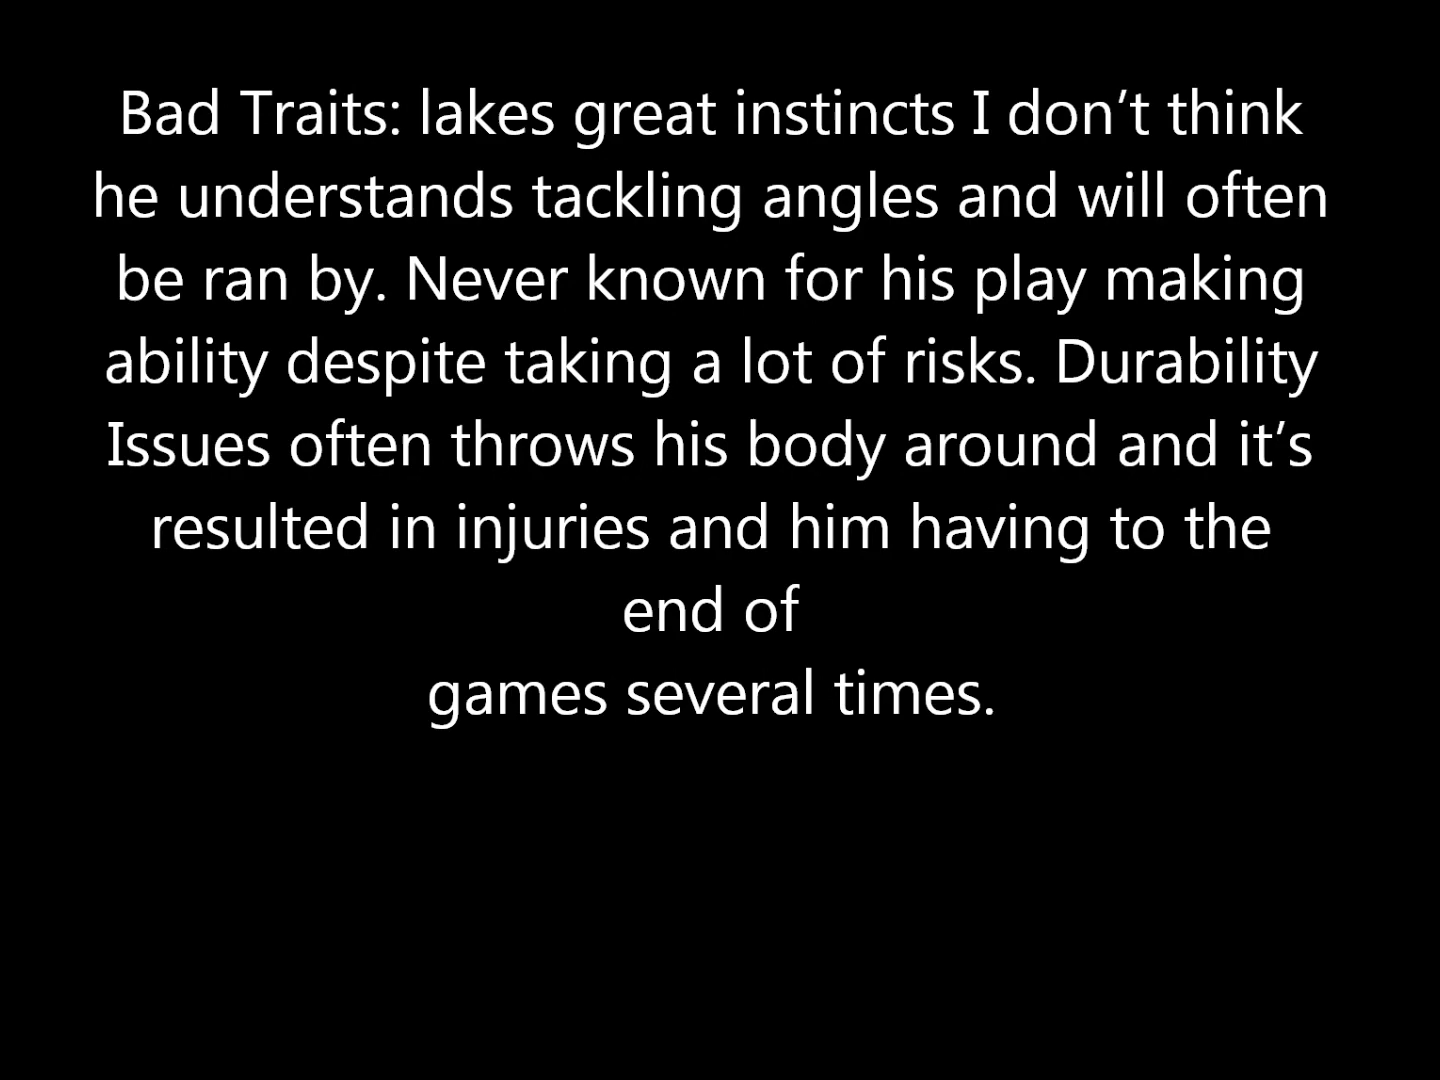 Bad Traits: lakes great instincts I don’t think
he understands tackling angles and will often
be ran by. Never known for his play making
ability despite taking a lot of risks. Durability
Issues often throws his body around and it’s
resulted in injuries and him having to the
end of
games several times.